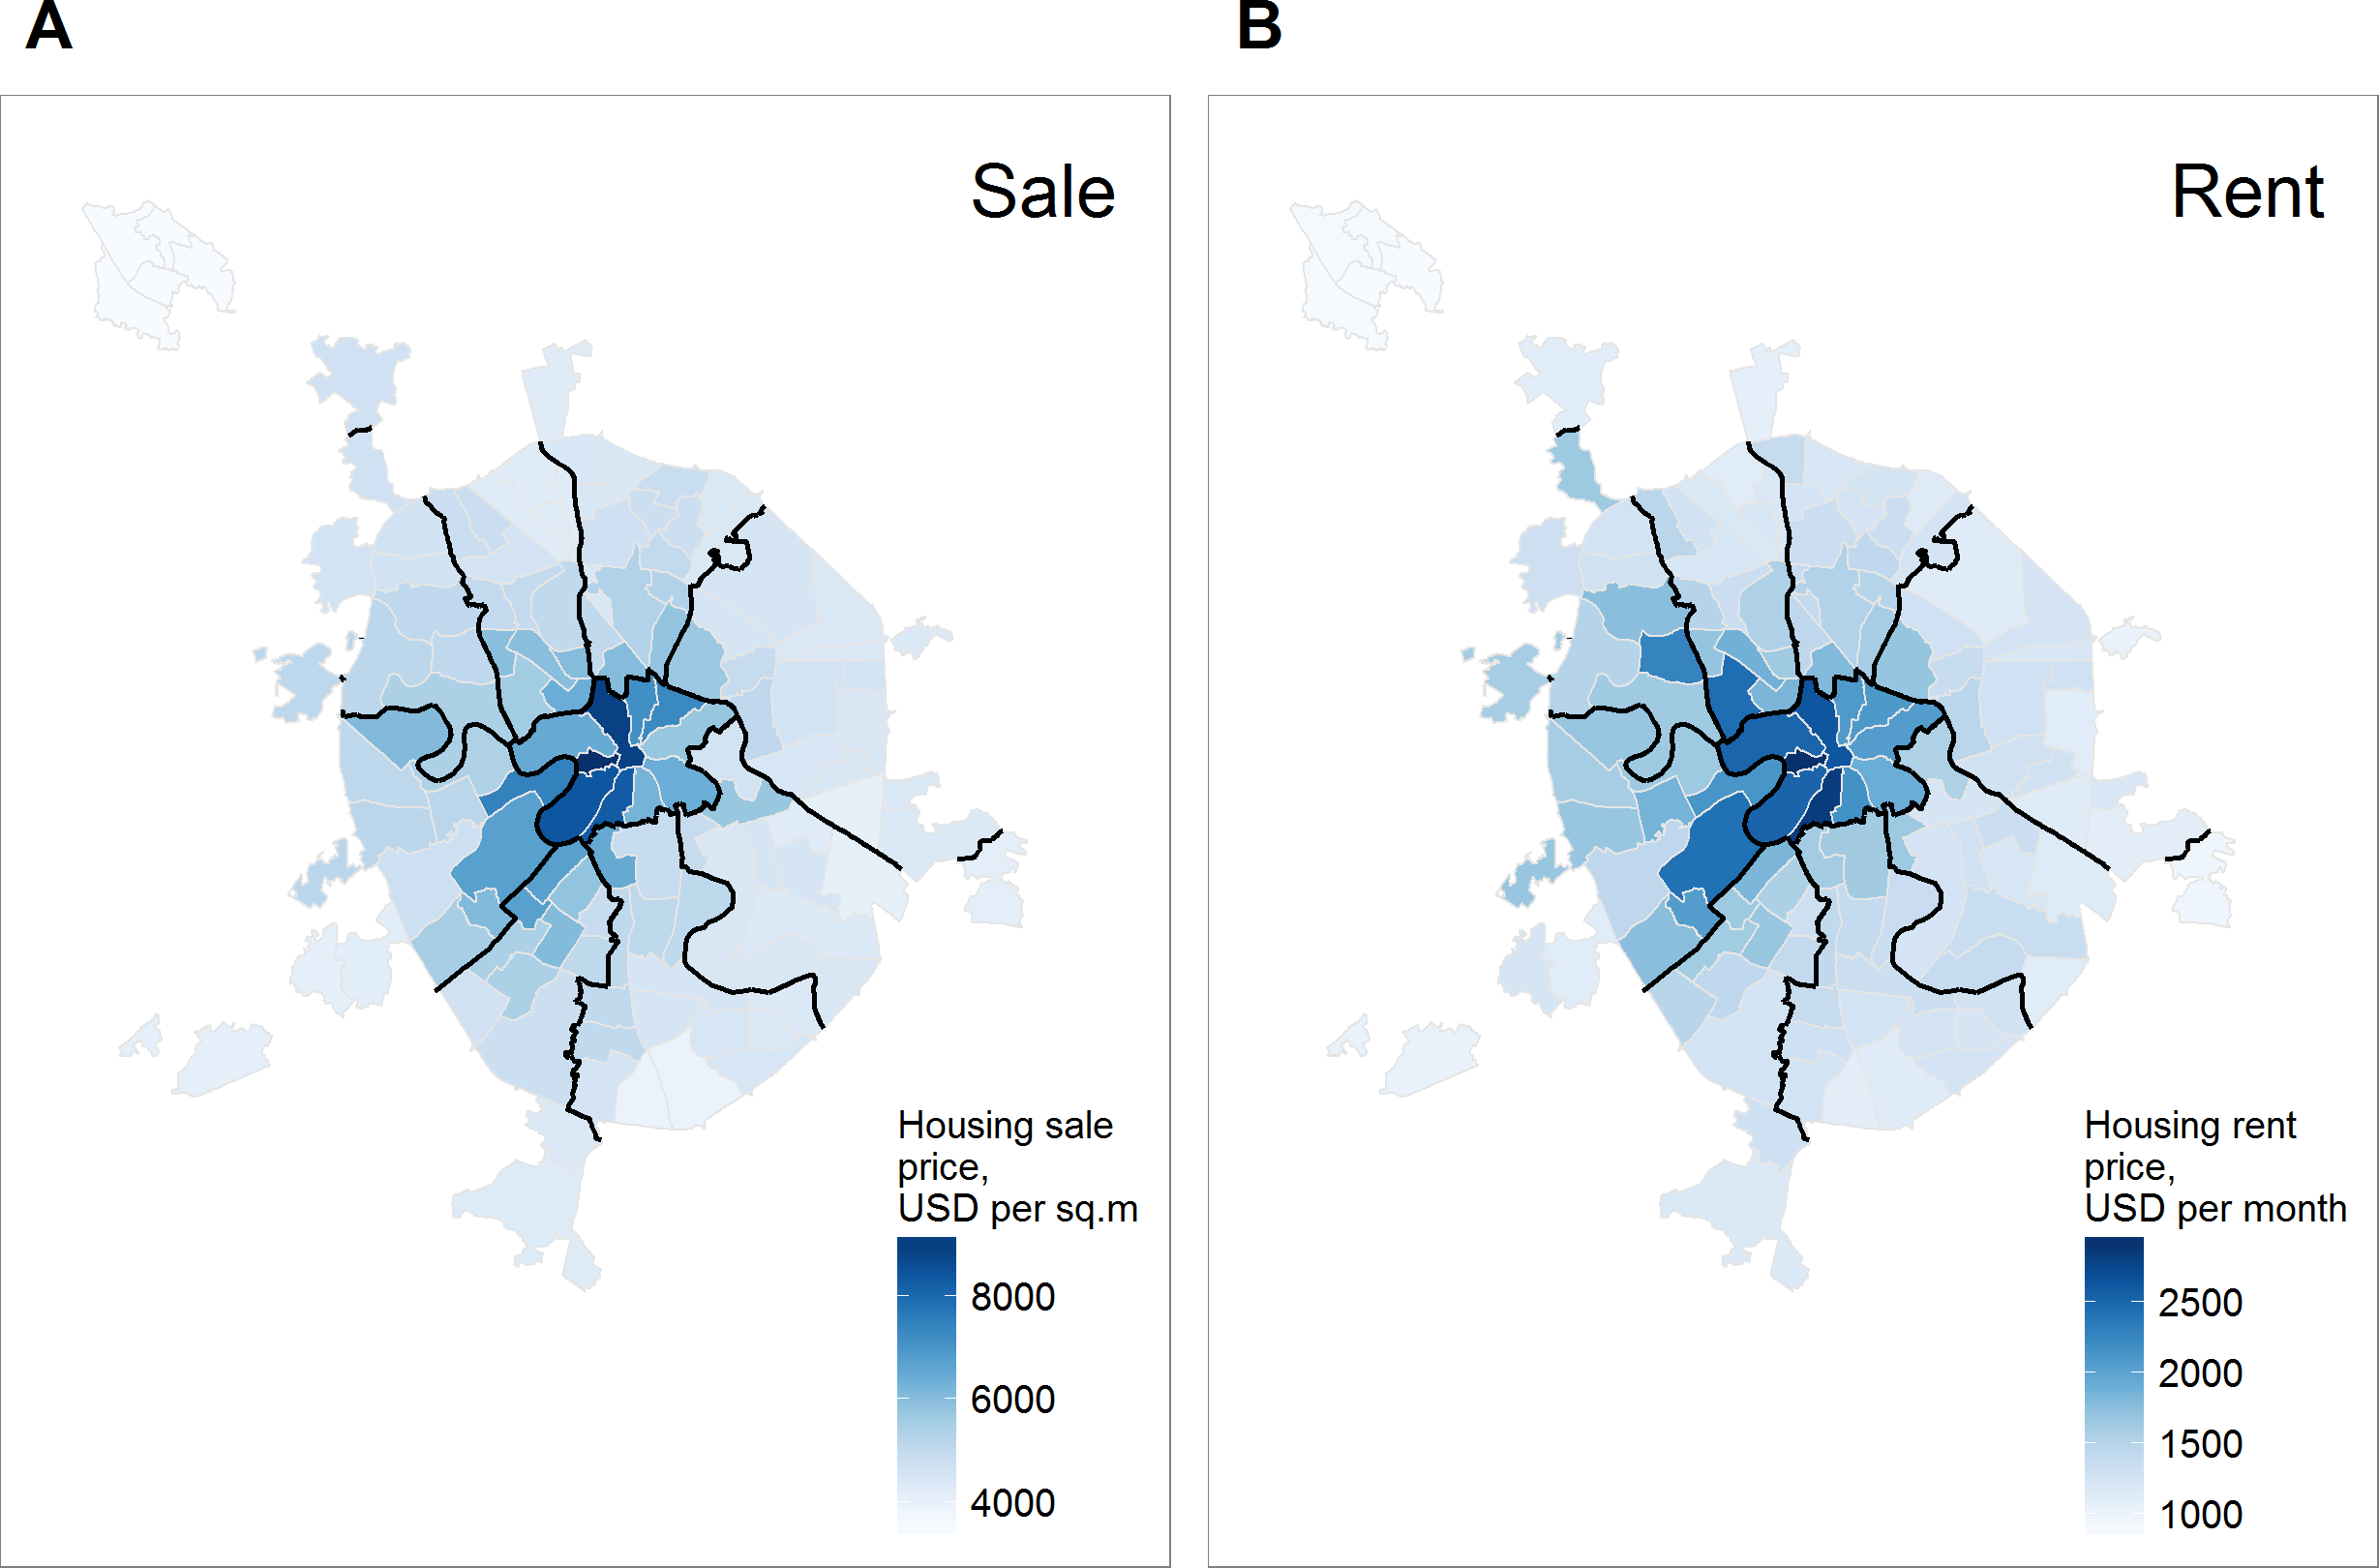 A
B
Sale
Housing sale
price,
USD per sq.m
8000
6000
4000
Rent
Housing rent
price,
USD per month
2500
2000
1500
1000